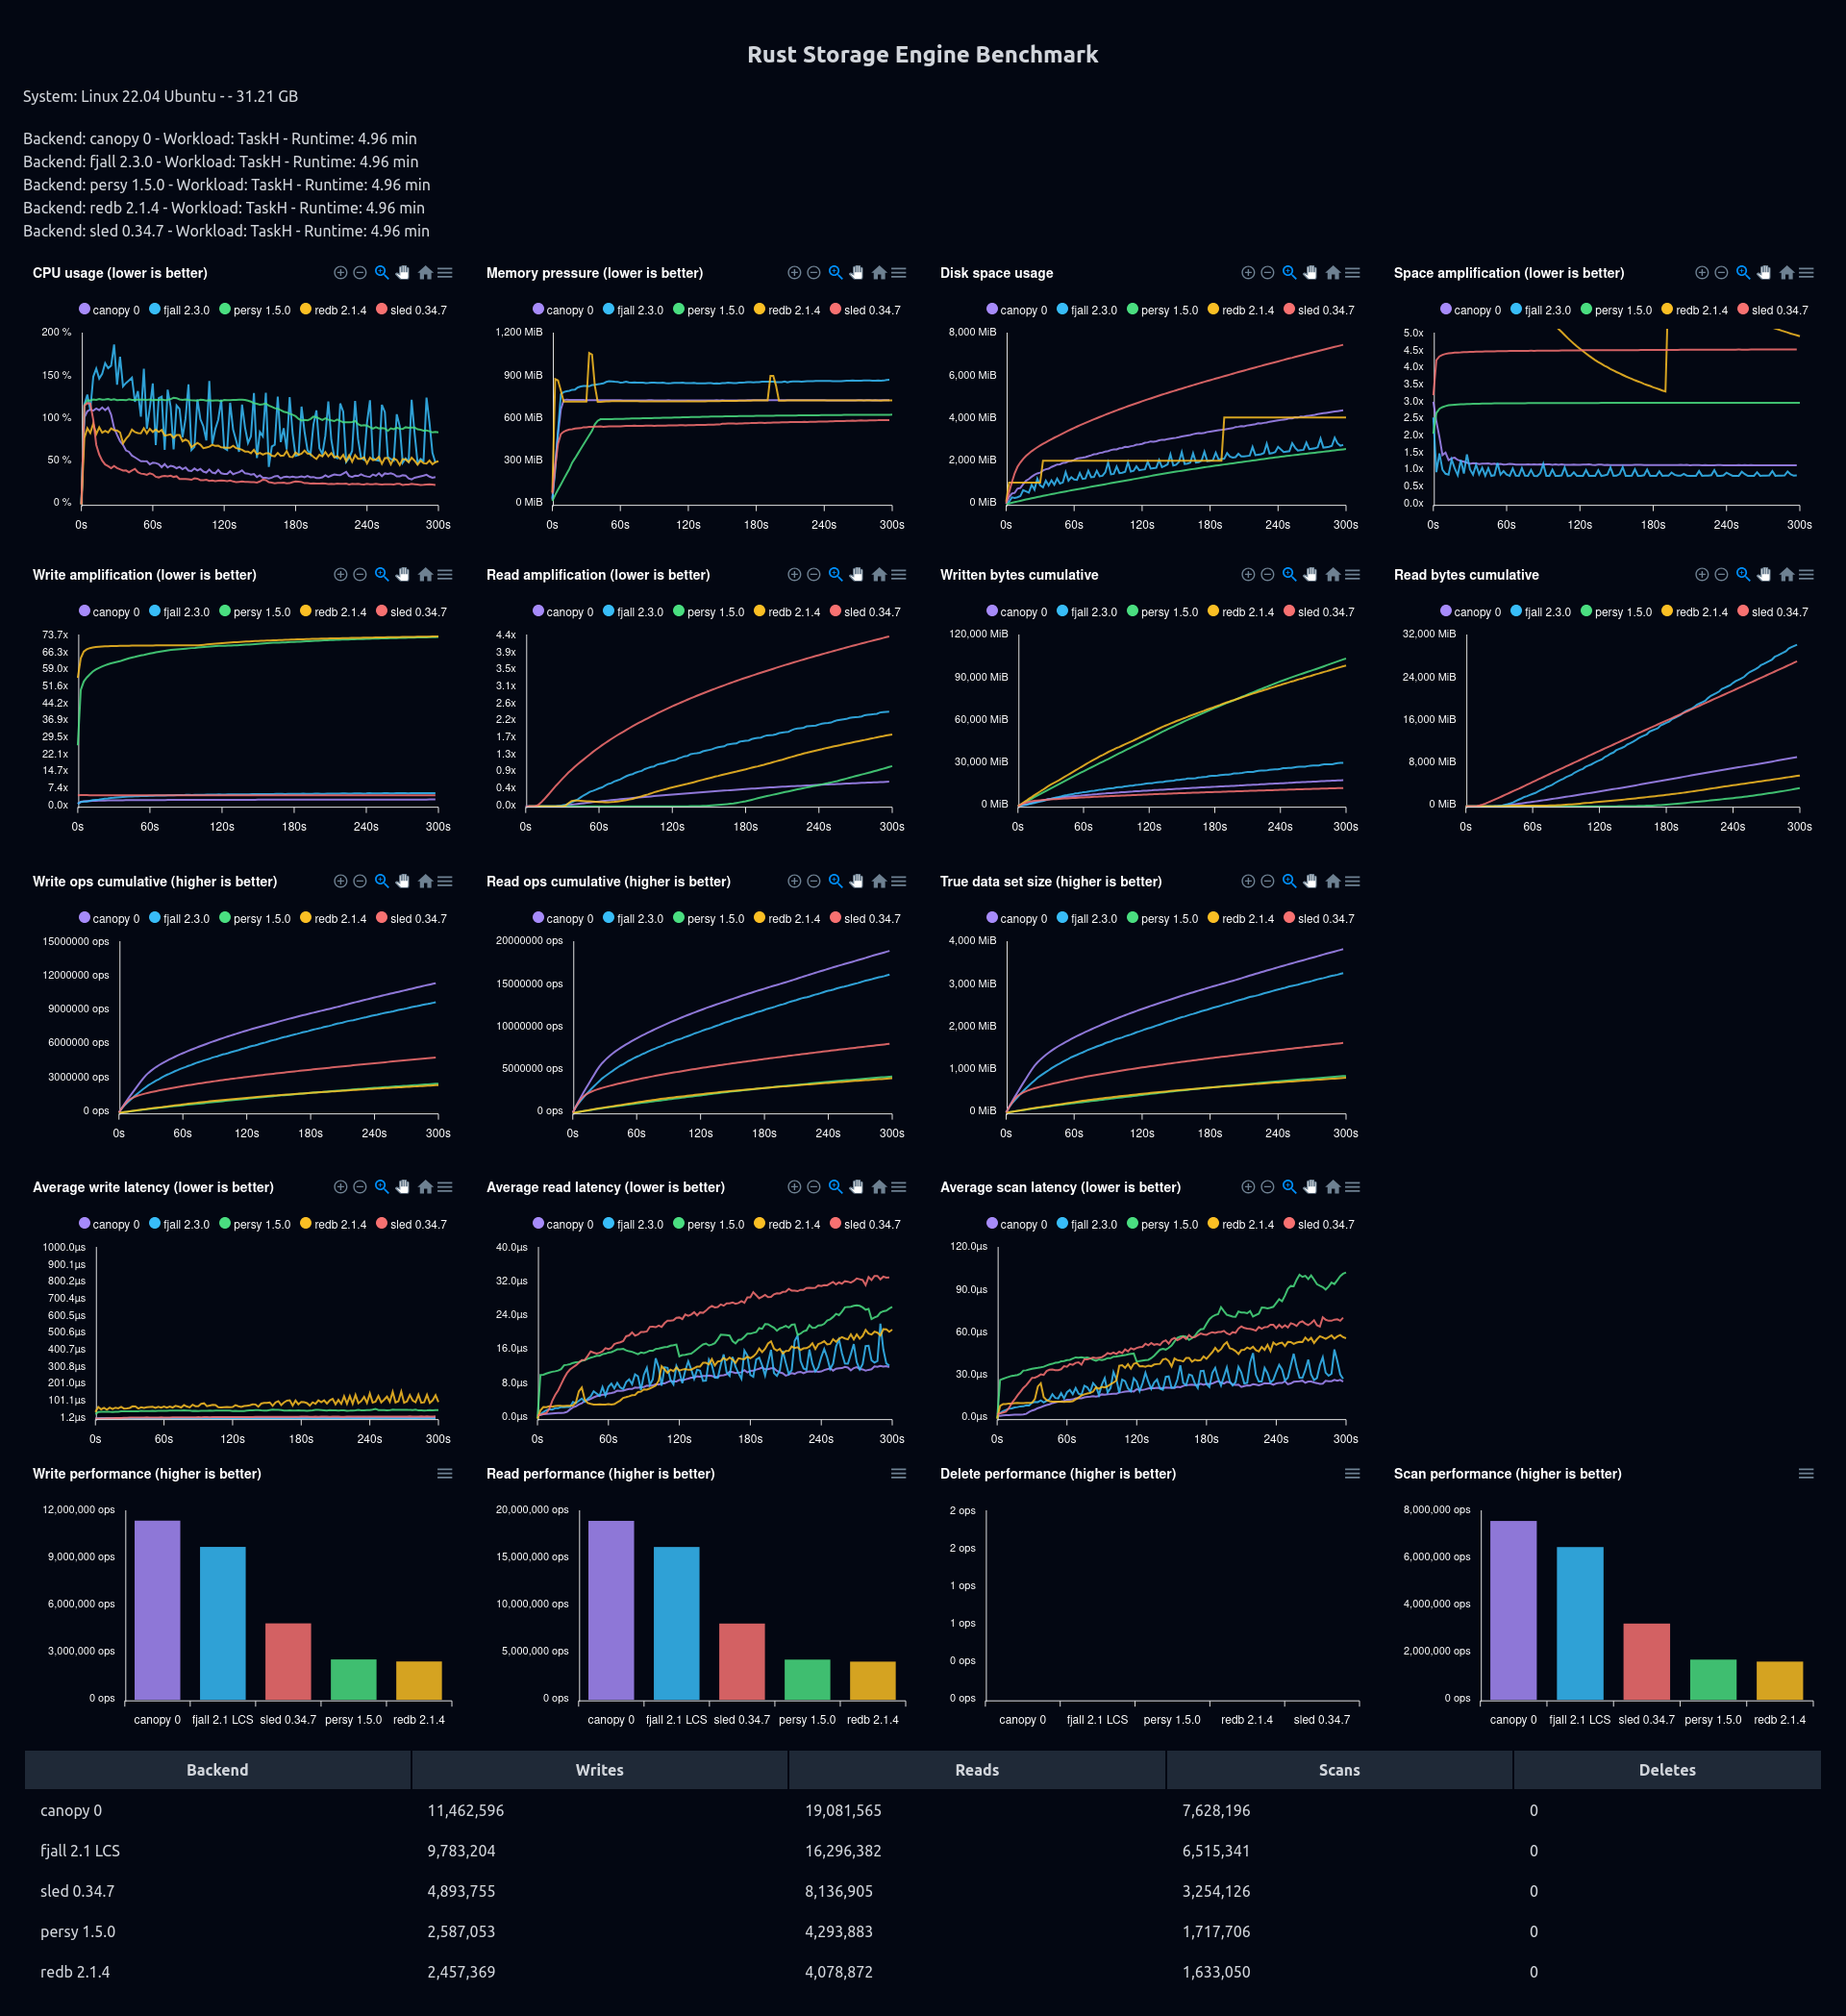 Rust Storage Engine Benchmark
System: Linux 22.04 Ubuntu - - 31.21 GB
Backend: canopy 0 - Workload: TaskH - Runtime: 4.96 min
Backend: fjall 2.3.0 - Workload: TaskH - Runtime: 4.96 min
Backend: persy 1.5.0 - Workload: TaskH - Runtime: 4.96 min
Backend: redb 2.1.4 - Workload: TaskH - Runtime: 4.96 min
Backend: sled 0.34.7 - Workload: TaskH - Runtime: 4.96 min
CPU usage (lower is better)
canopy 0 fjall 2.3.0 persy 1.5.0 redb 2.1.4 sled 0.34.7
200 %
150 %
100 %
50 %
0 %
0s 60s 120s 180s 240s 300s
Memory pressure (lower is better)
canopy 0 fjall 2.3.0 persy 1.5.0 redb 2.1.4 sled 0.34.7
1,200 MiB
900 MiB
600 MiB
300 MiB
0 MiB
0s 60s 120s 180s 240s 300s
Disk space usage
canopy 0 fjall 2.3.0 persy 1.5.0 redb 2.1.4 sled 0.34.7
8,000 MiB
6,000 MiB
4,000 MiB
2,000 MiB
0 MiB
0s 60s 120s 180s 240s 300s
Space amplification (lower is better)
canopy 0 fjall 2.3.0 persy 1.5.0 redb 2.1.4 sled 0.34.7
5.0x
4.5x
4.0x
3.5x
3.0x
2.5x
2.0x
1.5x
1.0x
0.5x
0.0x
0s 60s 120s 180s 240s 300s
Write amplification (lower is better)
canopy 0 fjall 2.3.0 persy 1.5.0 redb 2.1.4 sled 0.34.7
73.7x
66.3x
59.0x
51.6x
44.2x
36.9x
29.5x
22.1x
14.7x
7.4x
0.0x
0s 60s 120s 180s 240s 300s
Read amplification (lower is better)
canopy 0 fjall 2.3.0 persy 1.5.0 redb 2.1.4 sled 0.34.7
4.4x
3.9x
3.5x
3.1x
2.6x
2.2x
1.7x
1.3x
0.9x
0.4x
0.0x
0s 60s 120s 180s 240s 300s
Written bytes cumulative
canopy 0 fjall 2.3.0 persy 1.5.0 redb 2.1.4 sled 0.34.7
120,000 MiB
90,000 MiB
60,000 MiB
30,000 MiB
0 MiB
0s 60s 120s 180s 240s 300s
Read bytes cumulative
canopy 0 fjall 2.3.0 persy 1.5.0 redb 2.1.4 sled 0.34.7
32,000 MiB
24,000 MiB
16,000 MiB
8,000 MiB
0 MiB
0s 60s 120s 180s 240s 300s
Write ops cumulative (higher is better)
canopy 0 fjall 2.3.0 persy 1.5.0 redb 2.1.4 sled 0.34.7
15000000 ops
12000000 ops
9000000 ops
6000000 ops
3000000 ops
0 ops
0s 60s 120s 180s 240s 300s
Read ops cumulative (higher is better)
canopy 0 fjall 2.3.0 persy 1.5.0 redb 2.1.4 sled 0.34.7
20000000 ops
15000000 ops
10000000 ops
5000000 ops
0 ops
0s 60s 120s 180s 240s 300s
True data set size (higher is better)
canopy 0 fjall 2.3.0 persy 1.5.0 redb 2.1.4 sled 0.34.7
4,000 MiB
3,000 MiB
2,000 MiB
1,000 MiB
0 MiB
0s 60s 120s 180s 240s 300s
Average write latency (lower is better)
canopy 0 fjall 2.3.0 persy 1.5.0 redb 2.1.4 sled 0.34.7
1000.0µs
900.1µs
800.2µs
700.4µs
600.5µs
500.6µs
400.7µs
300.8µs
201.0µs
101.1µs
1.2µs
0s 60s 120s 180s 240s 300s
Average read latency (lower is better)
canopy 0 fjall 2.3.0 persy 1.5.0 redb 2.1.4 sled 0.34.7
40.0µs
32.0µs
24.0µs
16.0µs
8.0µs
0.0µs
0s 60s 120s 180s 240s 300s
Average scan latency (lower is better)
canopy 0 fjall 2.3.0 persy 1.5.0 redb 2.1.4 sled 0.34.7
120.0µs
90.0µs
60.0µs
30.0µs
0.0µs
0s 60s 120s 180s 240s 300s
Write performance (higher is better)
12,000,000 ops
9,000,000 ops
6,000,000 ops
3,000,000 ops
0 ops
canopy 0 fjall 2.1 LCS sled 0.34.7 persy 1.5.0 redb 2.1.4
Read performance (higher is better)
20,000,000 ops
15,000,000 ops
10,000,000 ops
5,000,000 ops
0 ops
canopy 0 fjall 2.1 LCS sled 0.34.7 persy 1.5.0 redb 2.1.4
Delete performance (higher is better)
2 ops
2 ops
1 ops
1 ops
0 ops
0 ops
canopy 0 fjall 2.1 LCS persy 1.5.0 redb 2.1.4 sled 0.34.7
Scan performance (higher is better)
8,000,000 ops
6,000,000 ops
4,000,000 ops
2,000,000 ops
0 ops
canopy 0 fjall 2.1 LCS sled 0.34.7 persy 1.5.0 redb 2.1.4
Backend Writes Reads Scans Deletes
canopy 0 11,462,596 19,081,565 7,628,196 0
fjall 2.1 LCS 9,783,204 16,296,382 6,515,341 0
sled 0.34.7 4,893,755 8,136,905 3,254,126 0
persy 1.5.0 2,587,053 4,293,883 1,717,706 0
redb 2.1.4 2,457,369 4,078,872 1,633,050 0